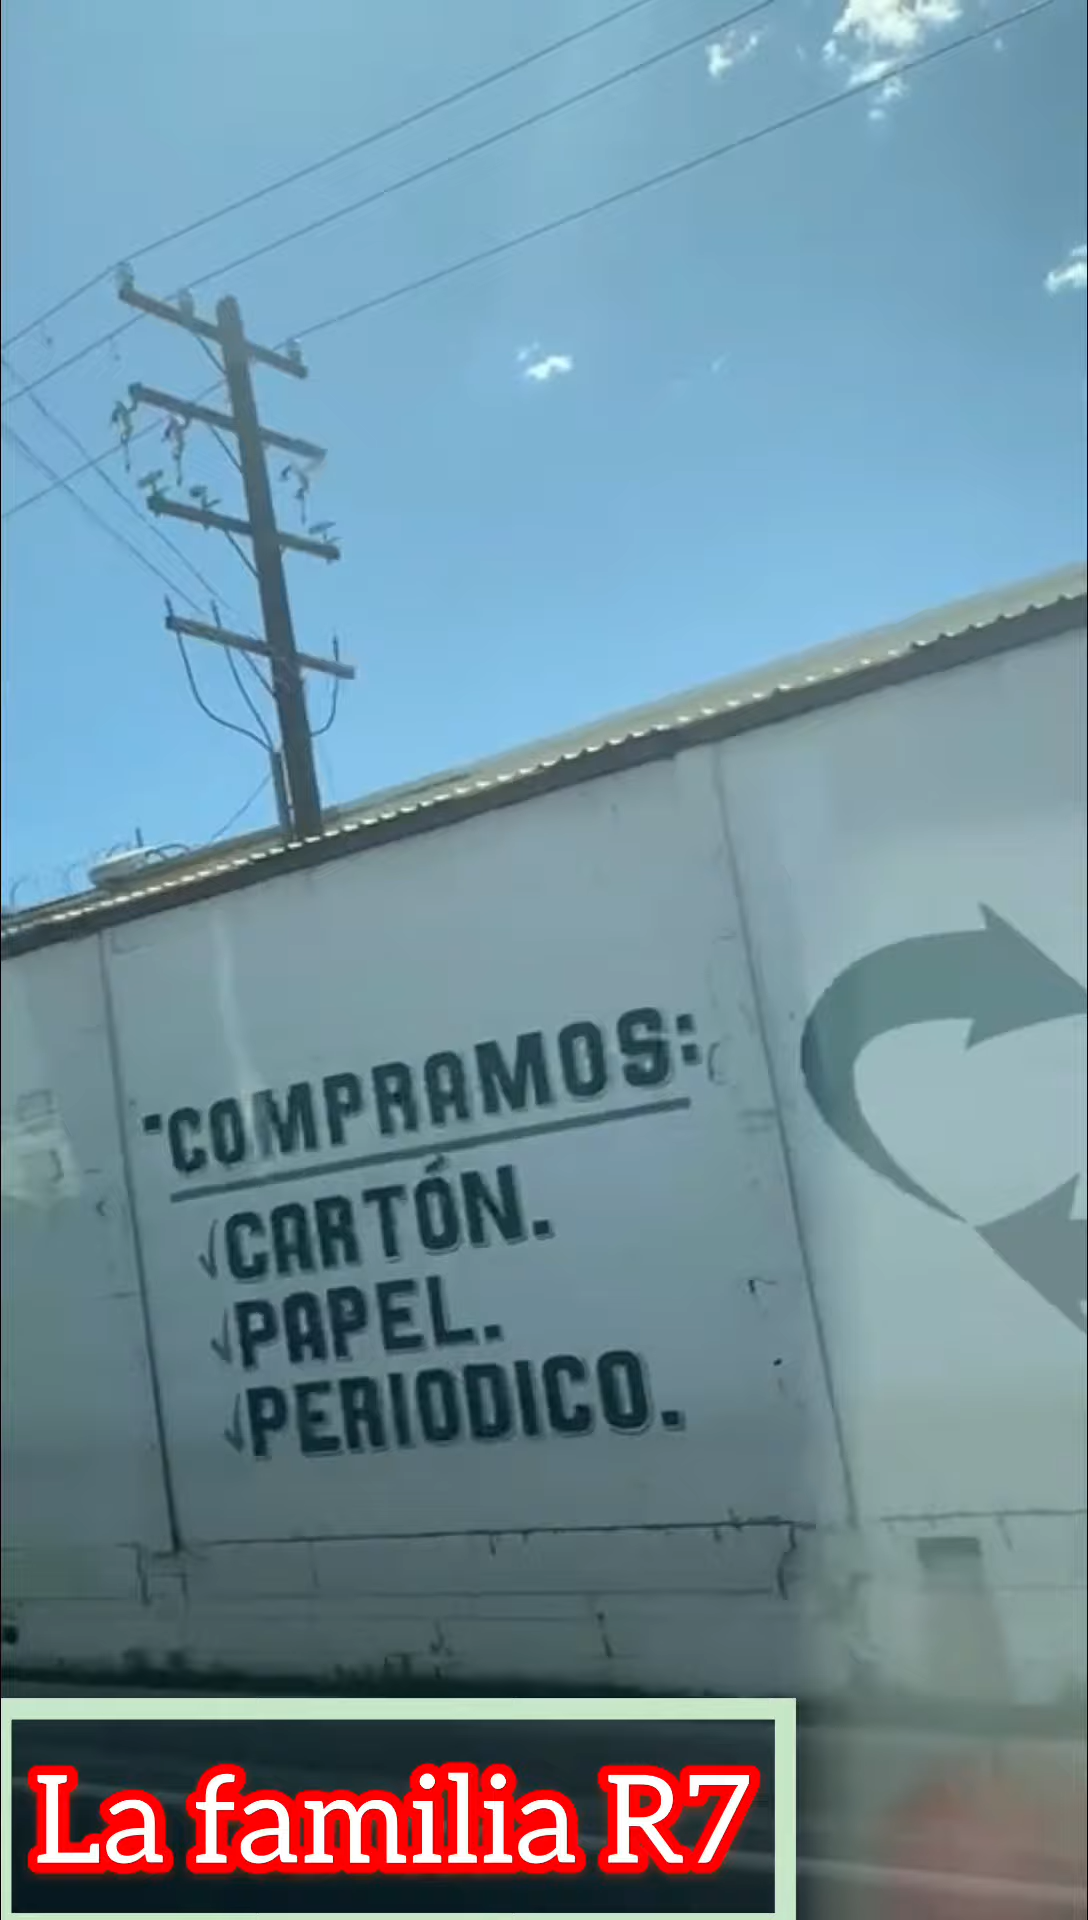 "COMPRAMOS:
✓CARTÓN.
✓PAPEL.
✓PERIODICO.
La familia R7